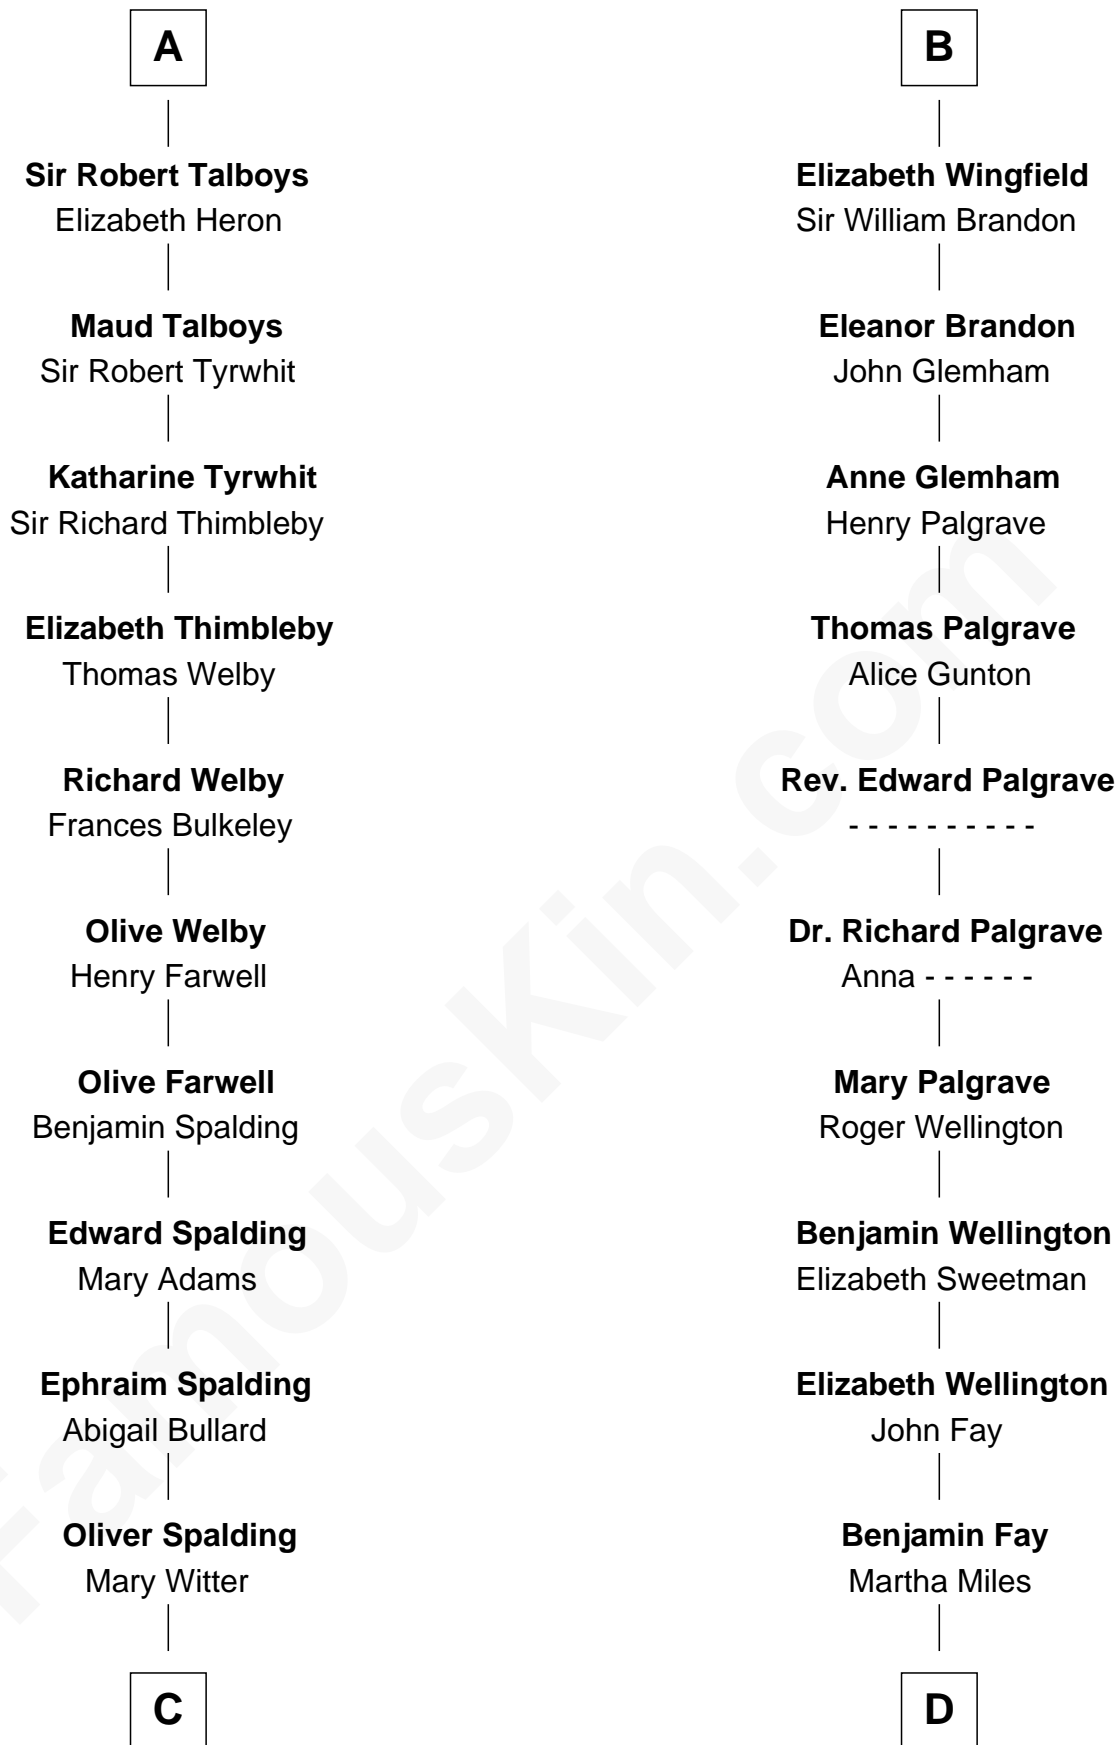 A
Sir Robert Talboys
Elizabeth Heron
Maud Talboys
Sir Robert Tyrwhit
Katharine Tyrwhit
Sir Richard Thimbleby
Elizabeth Thimbleby
Thomas Welby
Richard Welby
Frances Bulkeley
Olive Welby
Henry Farwell
Olive Farwell
Benjamin Spalding
Edward Spalding
Mary Adams
Ephraim Spalding
Abigail Bullard
Oliver Spalding
Mary Witter
C
B
Elizabeth Wingfield
Sir William Brandon
Eleanor Brandon
John Glemham
Anne Glemham
Henry Palgrave
Thomas Palgrave
Alice Gunton
Rev. Edward Palgrave
- - - - - - - - - -
Dr. Richard Palgrave
Anna - - - - - -
Mary Palgrave
Roger Wellington
Benjamin Wellington
Elizabeth Sweetman
Elizabeth Wellington
John Fay
Benjamin Fay
Martha Miles
D
FamousKin.com